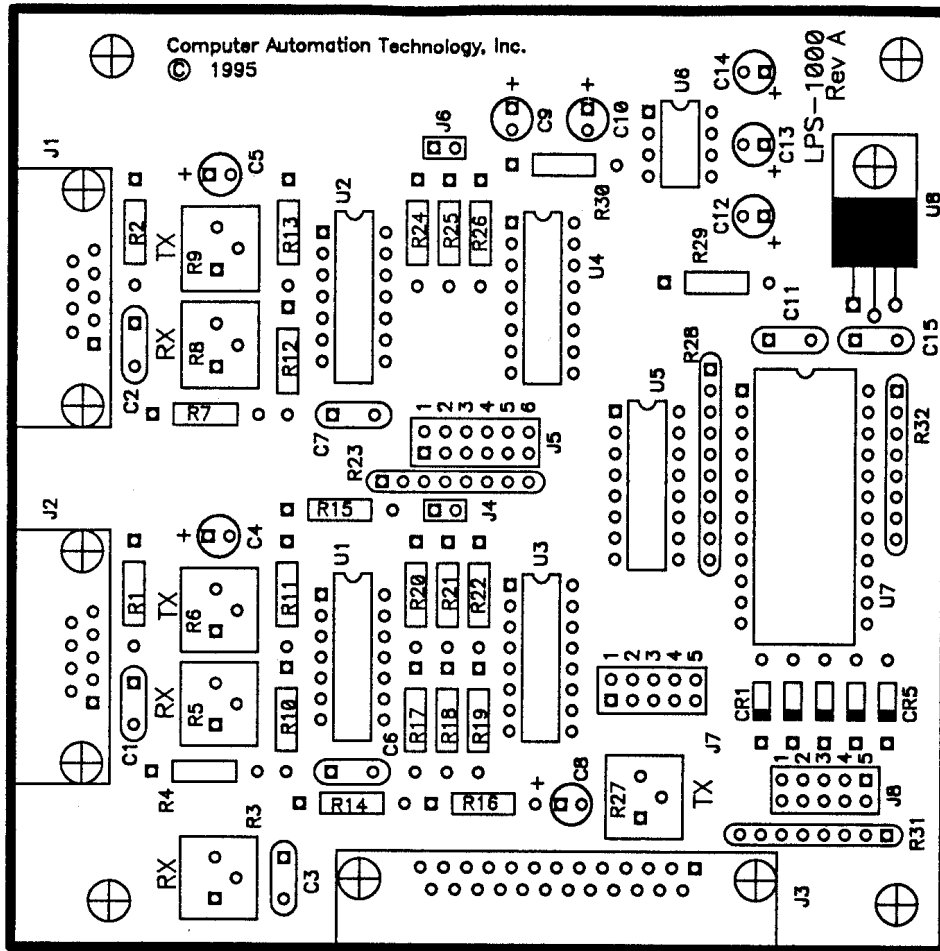 Computer Automation Technology, Inc.
© 1995
LPS-1000
Rev A
J1
C5
J6
C9
C10
U6
C14
C13
C12
U8
R2
TX
R9
R13
U2
R24
R25
R26
R30
U4
R29
C11
C15
RX
R8
R12
C2
R7
C7
1
2
3
4
5
6
J5
R23
R28
U5
R32
J2
R15
J4
C4
R1
TX
R6
R11
U1
R20
R21
R22
U3
U7
RX
R5
R10
C1
R17
R18
R19
1
2
3
4
5
CR1
CR5
R4
C6
R14
R16
C8
R27
J7
TX
1
2
3
4
5
J8
R31
R3
RX
C3
J3